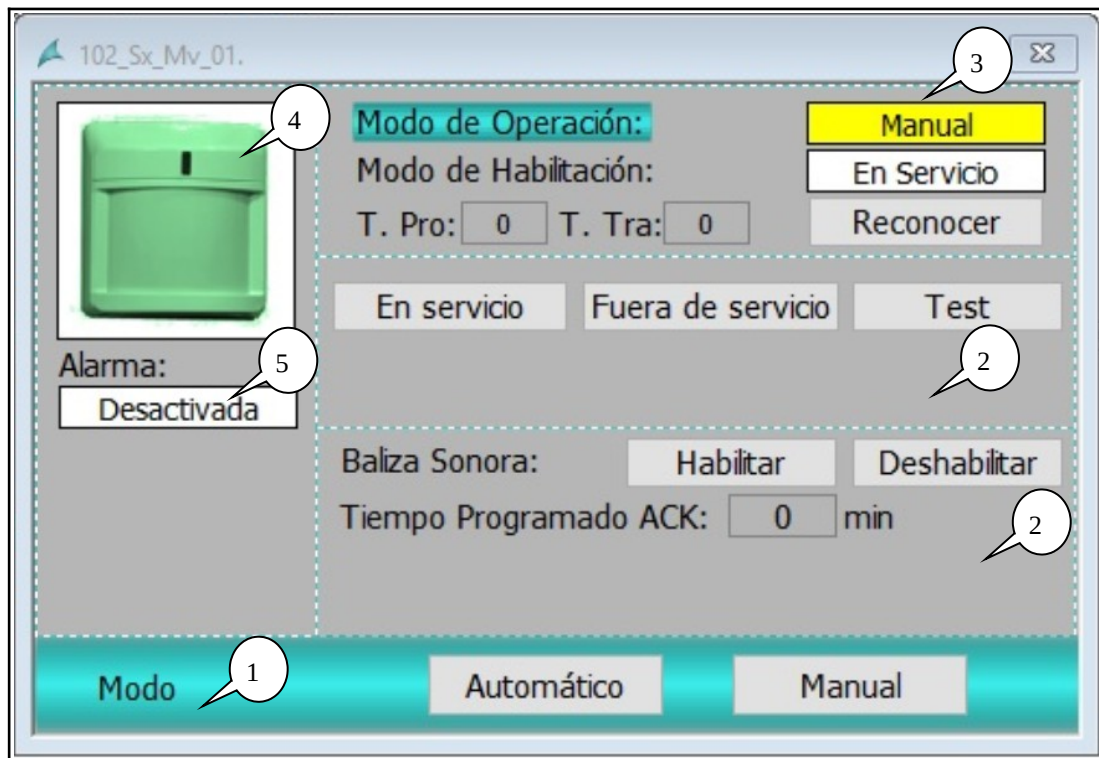 102_Sx_Mv_01.
3
4
Modo de Operación:
Manual
Modo de Habilitación:
En Servicio
T. Pro: 0 T. Tra: 0
Reconocer
En servicio Fuera de servicio Test
Alarma:
5
2
Desactivada
Baliza Sonora: Habilitar Deshabilitar
Tiempo Programado ACK: 0 min
2
1
Modo Automático Manual